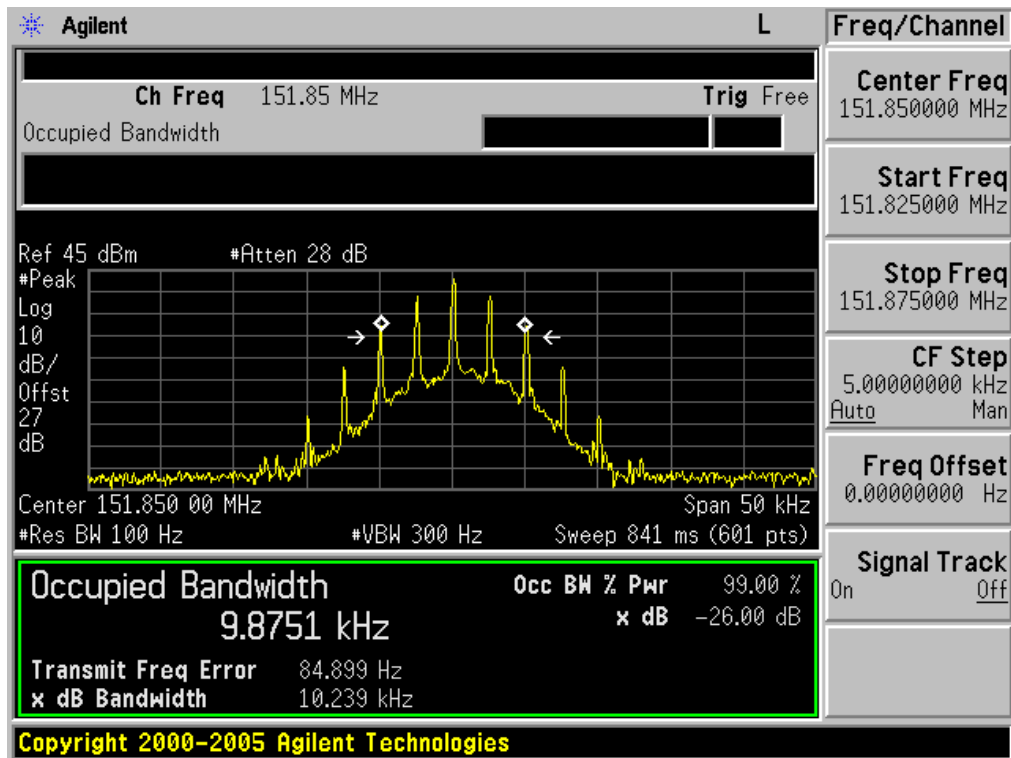 Agilent L Freq/Channel
Ch Freq 151.85 MHz Trig Free
Occupied Bandwidth
Center Freq
151.850000 MHz
Start Freq
151.825000 MHz
Stop Freq
151.875000 MHz
CF Step
5.00000000 kHz
Auto Man
Freq Offset
0.00000000 Hz
Signal Track
On Off
Ref 45 dBm #Atten 28 dB
#Peak
Log
10
dB/
Offst
27
dB
Center 151.850 00 MHz Span 50 kHz
#Res BW 100 Hz #VBW 300 Hz Sweep 841 ms (601 pts)
Occupied Bandwidth Occ BW % Pwr 99.00 %
9.8751 kHz x dB -26.00 dB
Transmit Freq Error 84.899 Hz
x dB Bandwidth 10.239 kHz
Copyright 2000-2005 Agilent Technologies